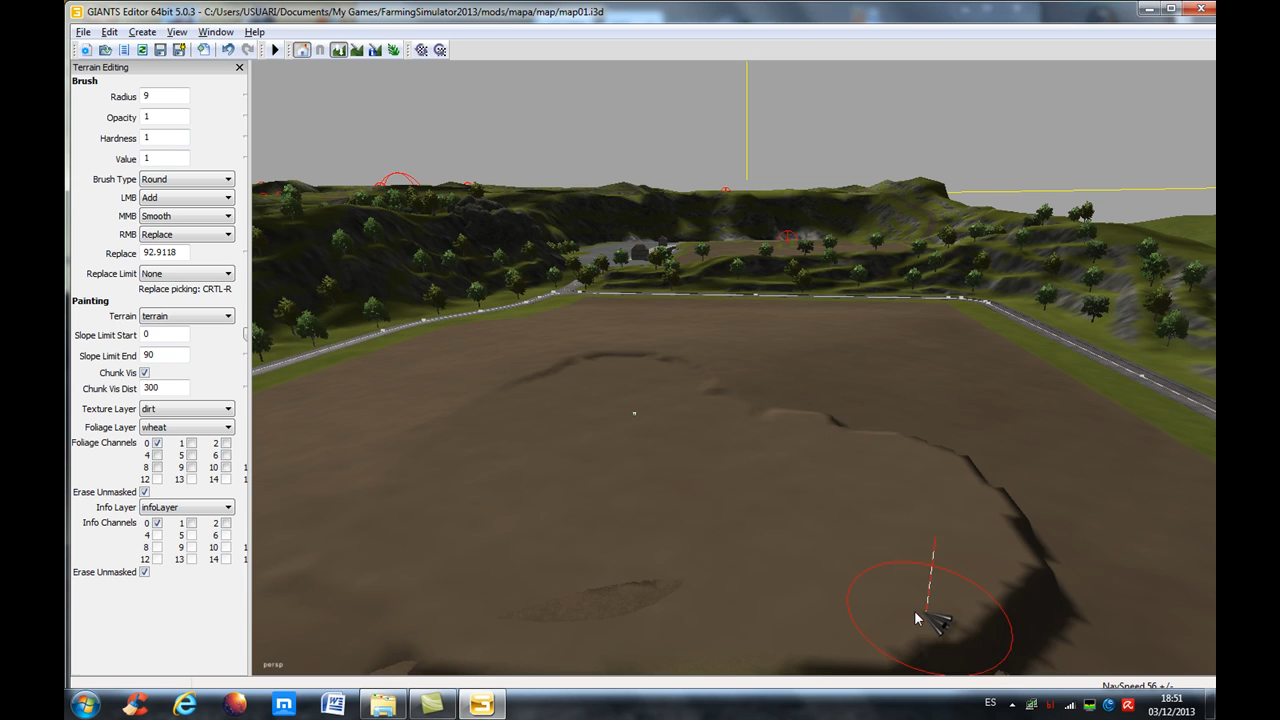 GIANTS Editor 64bit 5.0.3 - C:/Users/USUARI/Documents/My Games/FarmingSimulator2013/mods/mapa/map/map01.i3d
File Edit Create View Window Help
Terrain Editing
Brush
Radius 9
Opacity 1
Hardness 1
Value 1
Brush Type Round
LMB Add
MMB Smooth
RMB Replace
Replace 92.9118
Replace Limit None
Replace picking: CRTL-R
Painting
Terrain terrain
Slope Limit Start 0
Slope Limit End 90
Chunk Vis
Chunk Vis Dist 300
Texture Layer dirt
Foliage Layer wheat
Foliage Channels 0 1 2
4 5 6
8 9 10 1
12 13 14 1
Erase Unmasked
Info Layer infoLayer
Info Channels 0 1 2
4 5 6
8 9 10 1
12 13 14 1
Erase Unmasked
persp
NavSpeed 56 +/-
ES
18:51
03/12/2013